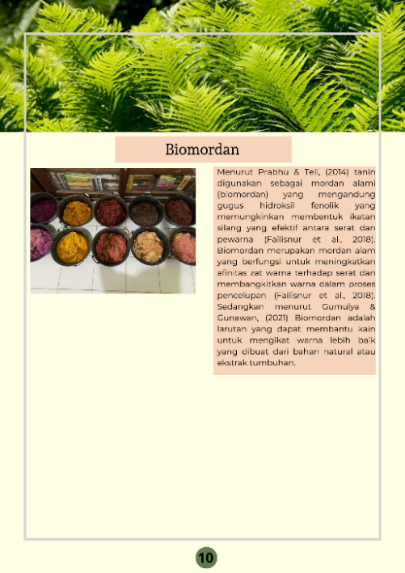 Biomordan
Menurut Prabhu & Teli, (2014) tanin
digunakan sebagai mordan alami
(biomordan) yang mengandung
gugus hidroksil fenolik yang
memungkinkan membentuk ikatan
silang yang efektif antara serat dan
pewarna (Failisnur et al., 2018).
Biomordan merupakan mordan alam
yang berfungsi untuk meningkatkan
afinitas zat warna terhadap serat dan
membangkitkan warna dalam proses
pencelupan (Failisnur et al., 2018).
Sedangkan menurut Gumulya &
Gunawan, (2021) Biomordan adalah
larutan yang dapat membantu kain
untuk mengikat warna lebih baik
yang dibuat dari bahan natural atau
ekstrak tumbuhan.
10